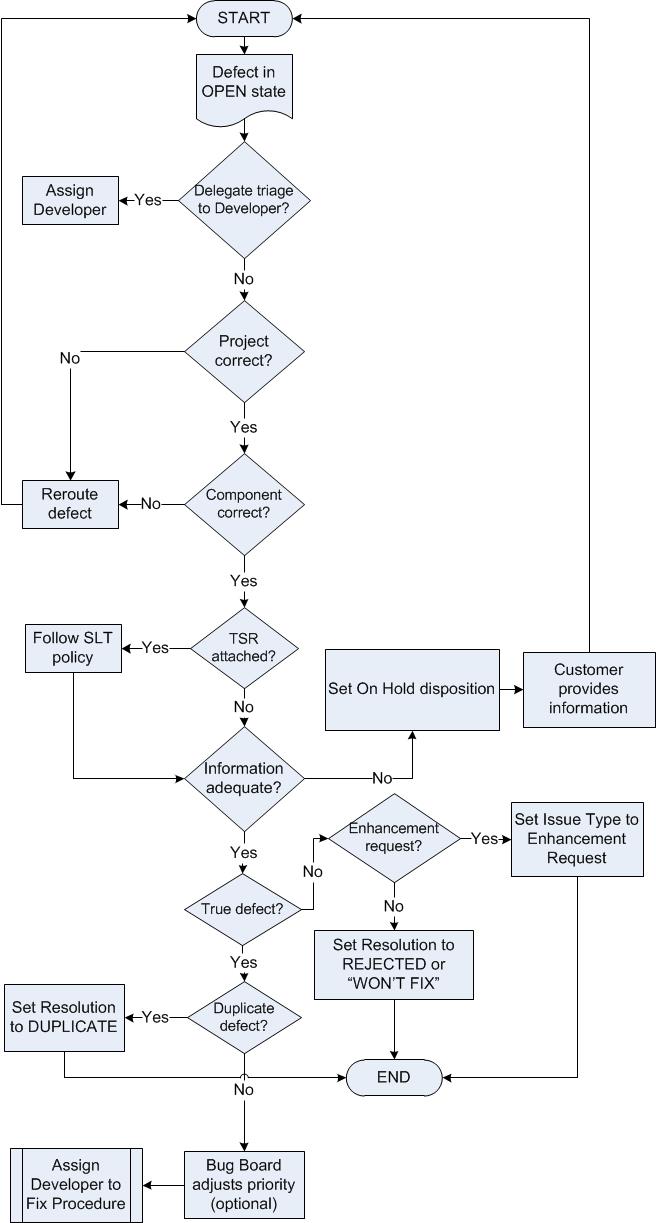 START
Defect in
OPEN state
Delegate triage
to Developer?
Yes
Assign
Developer
No
Project
correct?
No
Yes
Component
correct?
No
Reroute
defect
Yes
TSR
attached?
Yes
Follow SLT
policy
No
Set On Hold disposition
Customer
provides
information
Information
adequate?
No
Yes
Enhancement
request?
Yes
Set Issue Type to
Enhancement
Request
No
True defect?
No
Set Resolution to
REJECTED or
“WON’T FIX”
Yes
Duplicate
defect?
Yes
Set Resolution
to DUPLICATE
END
No
Bug Board
adjusts priority
(optional)
Assign
Developer to
Fix Procedure